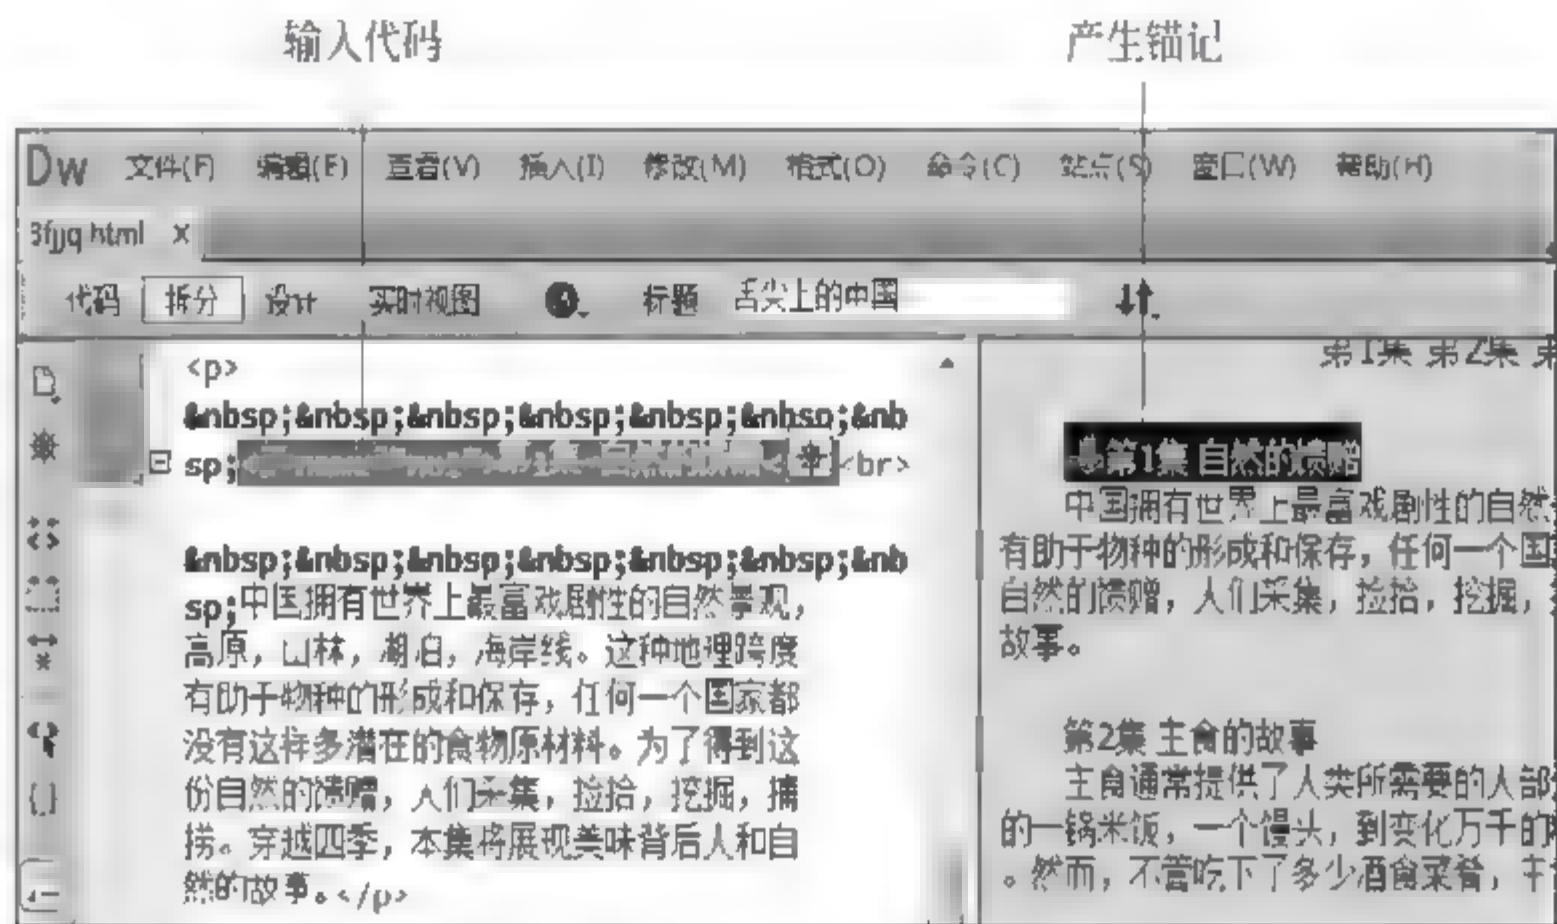 输入代码 产生锚记
Dw 文件(F) 编辑(E) 查看(V) 插入(I) 修改(M) 格式(O) 命令(C) 站点(S) 窗口(W) 帮助(H)
html x
代码 拆分 设计 实时视图 标题 舌尖上的中国
<p>
&nbsp;&nbsp;&nbsp;&nbsp;&nbsp;&nbsp;&nb
sp; <br>
&nbsp;&nbsp;&nbsp;&nbsp;&nbsp;&nbsp;&nb
sp;中国拥有世界上最富戏剧性的自然景观，
高原，山林，湖泊，海岸线。这种地理跨度
有助于物种的形成和保存，任何一个国家都
没有这样多潜在的食物原材料。为了得到这
份自然的馈赠，人们采集，捡拾，挖掘，捕
捞。穿越四季，本集将展现美味背后人和自
然的故事。</p>
第1集 第2集 第
第1集 自然的馈赠
中国拥有世界上最富戏剧性的自然
有助于物种的形成和保存，任何一个国
自然的馈赠，人们采集，捡拾，挖掘，
故事。
第2集 主食的故事
主食通常提供了人类所需要的大部
的一锅米饭，一个馒头，到变化万千的
。然而，不管吃下了多少酒食菜肴，主